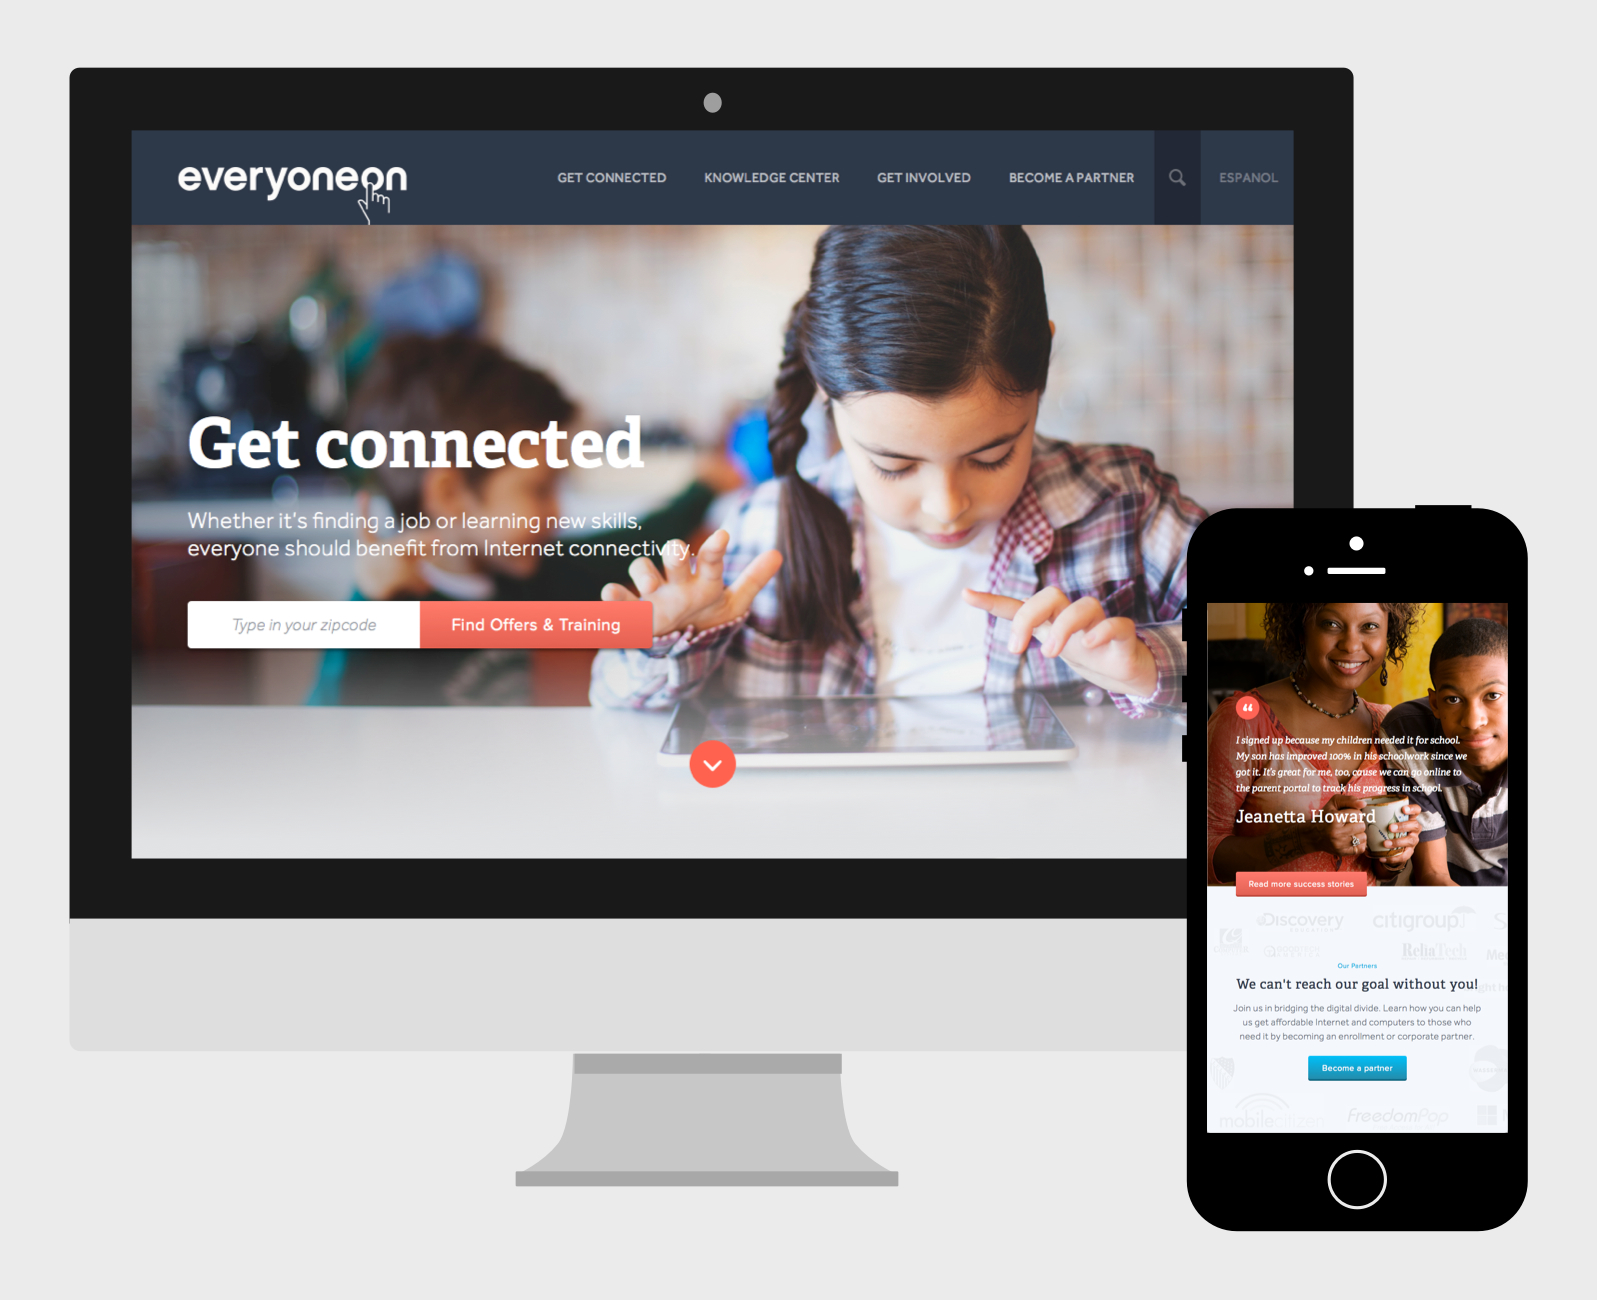 everyoneon
GET CONNECTED
KNOWLEDGE CENTER
GET INVOLVED
BECOME A PARTNER
ESPANOL
Get connected
Whether it's finding a job or learning new skills,
everyone should benefit from Internet connectivity.
Type in your zipcode
Find Offers & Training
“
I signed up because my children needed it for school.
My son has improved 100% in his schoolwork since we
got it. It's great for me, too, cause we can go online to
the parent portal to track his progress in school.
Jeanetta Howard
Read more success stories
Discovery
EDUCATION
citigroup
ReliaTech
Our Partners
We can't reach our goal without you!
Join us in bridging the digital divide. Learn how you can help
us get affordable Internet and computers to those who
need it by becoming an enrollment or corporate partner.
Become a partner
mobilecitizen
FreedomPop